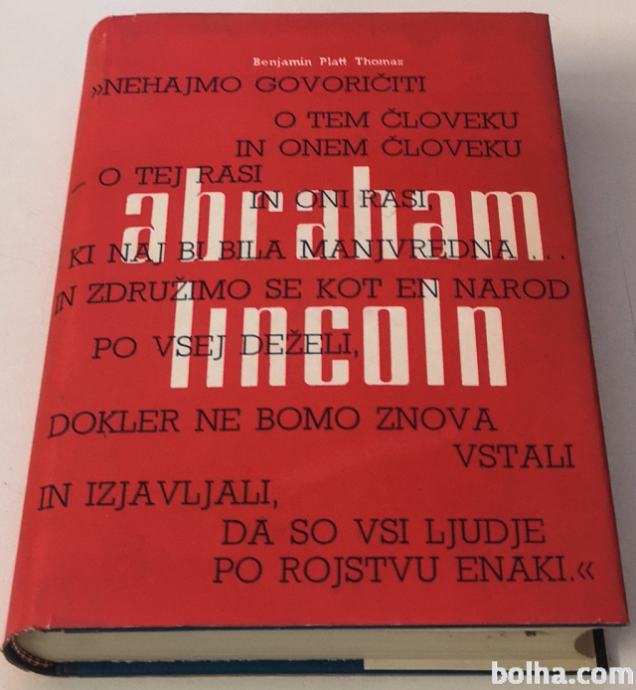 Benjamin Platt Thomas
»NEHAJMO GOVORIČITI
O TEM ČLOVEKU
IN ONEM ČLOVEKU
– O TEJ RASI
IN ONI RASI,
abraham
KI NAJ BI BILA MANJVREDNA...
IN ZDRUŽIMO SE KOT EN NAROD
lincoln
PO VSEJ DEŽELI,
DOKLER NE BOMO ZNOVA
VSTALI
IN IZJAVLJALI,
DA SO VSI LJUDJE
PO ROJSTVU ENAKI.«
bolha.com